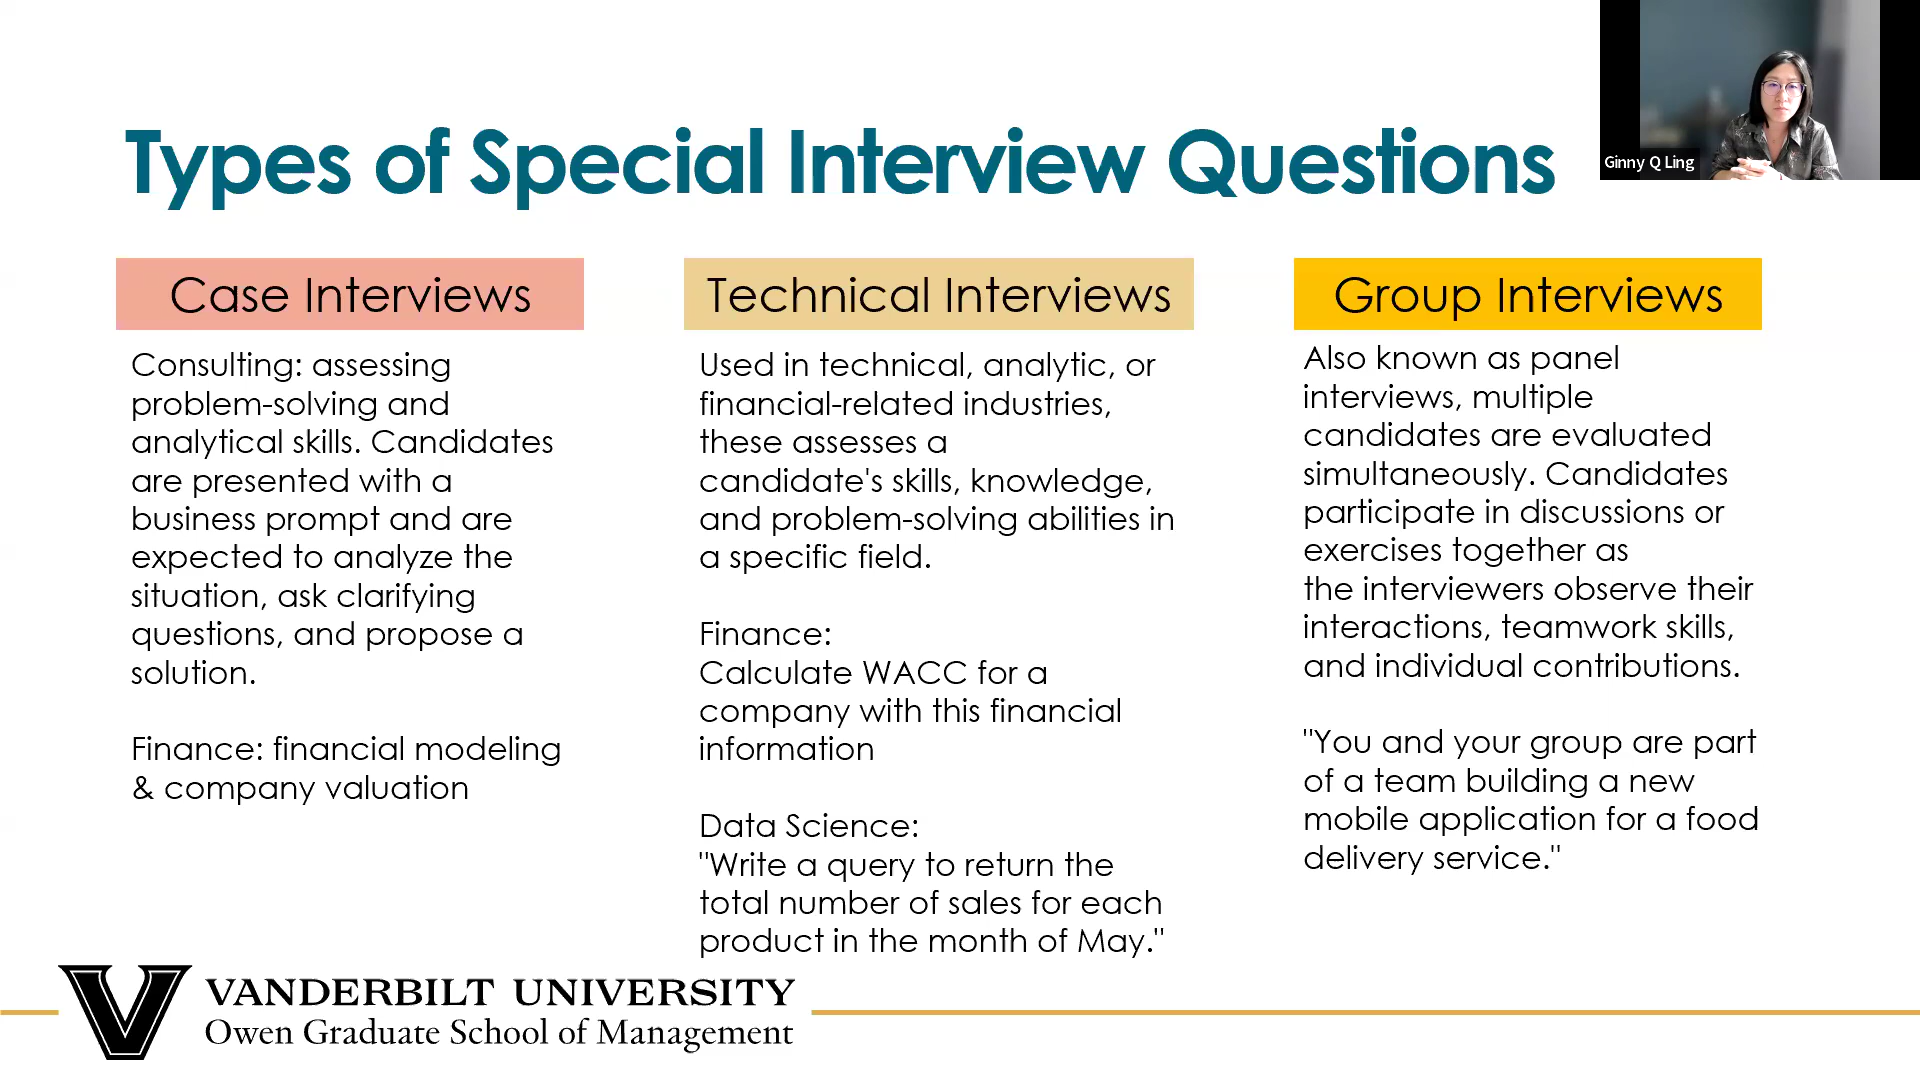 Types of Special Interview Questions
Ginny Q Ling
Case Interviews
Consulting: assessing
problem-solving and
analytical skills. Candidates
are presented with a
business prompt and are
expected to analyze the
situation, ask clarifying
questions, and propose a
solution.
Finance: financial modeling
& company valuation
Technical Interviews
Used in technical, analytic, or
financial-related industries,
these assesses a
candidate's skills, knowledge,
and problem-solving abilities in
a specific field.
Finance:
Calculate WACC for a
company with this financial
information
Data Science:
"Write a query to return the
total number of sales for each
product in the month of May."
Group Interviews
Also known as panel
interviews, multiple
candidates are evaluated
simultaneously. Candidates
participate in discussions or
exercises together as
the interviewers observe their
interactions, teamwork skills,
and individual contributions.
"You and your group are part
of a team building a new
mobile application for a food
delivery service."
V
VANDERBILT UNIVERSITY
Owen Graduate School of Management